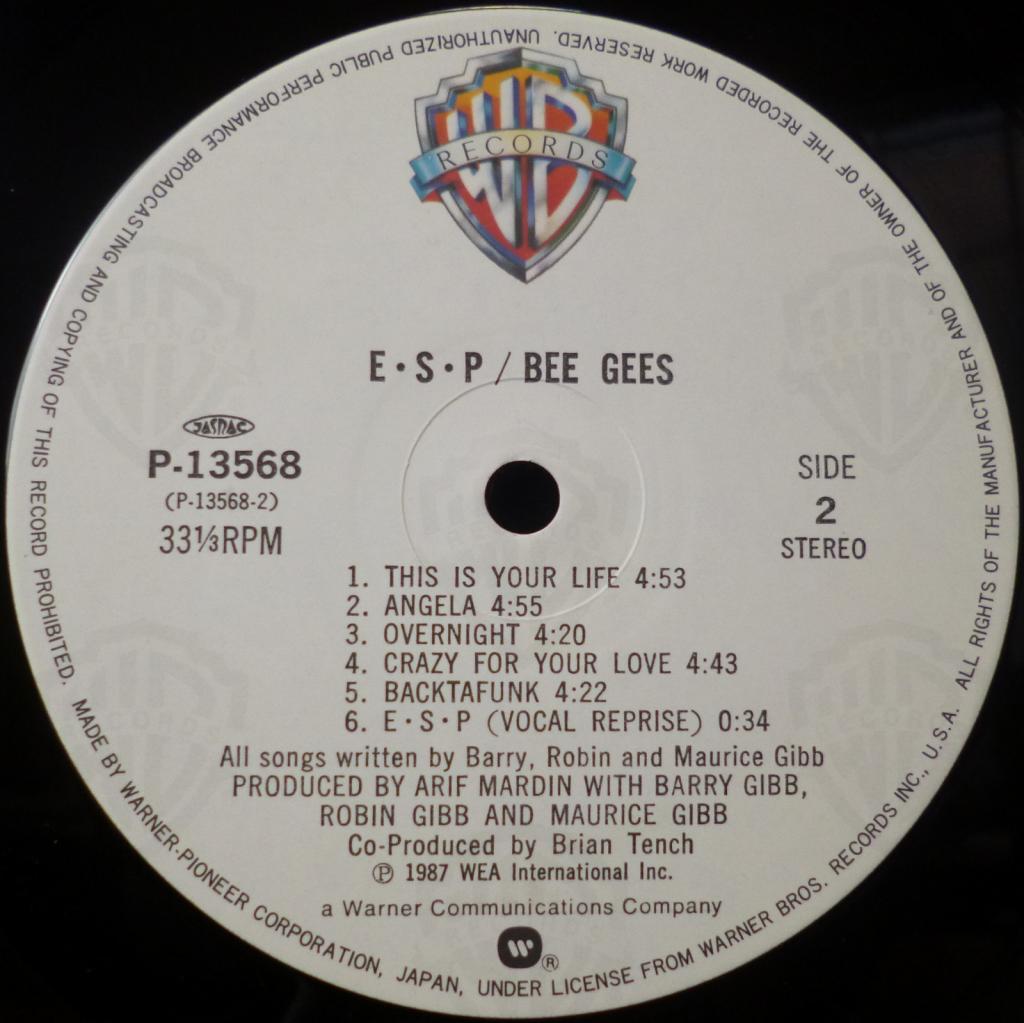 WB
RECORDS
E•S•P / BEE GEES
JASRAC
P-13568
(P-13568-2)
33⅓RPM
SIDE
2
STEREO
1. THIS IS YOUR LIFE 4:53
2. ANGELA 4:55
3. OVERNIGHT 4:20
4. CRAZY FOR YOUR LOVE 4:43
5. BACKTAFUNK 4:22
6. E•S•P (VOCAL REPRISE) 0:34
All songs written by Barry, Robin and Maurice Gibb
PRODUCED BY ARIF MARDIN WITH BARRY GIBB,
ROBIN GIBB AND MAURICE GIBB
Co-Produced by Brian Tench
℗ 1987 WEA International Inc.
a Warner Communications Company
®
MADE BY WARNER-PIONEER CORPORATION, JAPAN, UNDER LICENSE FROM WARNER BROS. RECORDS INC., U.S.A. ALL RIGHTS OF THE MANUFACTURER AND OF THE OWNER OF THE RECORDED WORK RESERVED. UNAUTHORIZED PUBLIC PERFORMANCE BROADCASTING AND COPYING OF THIS RECORD PROHIBITED.